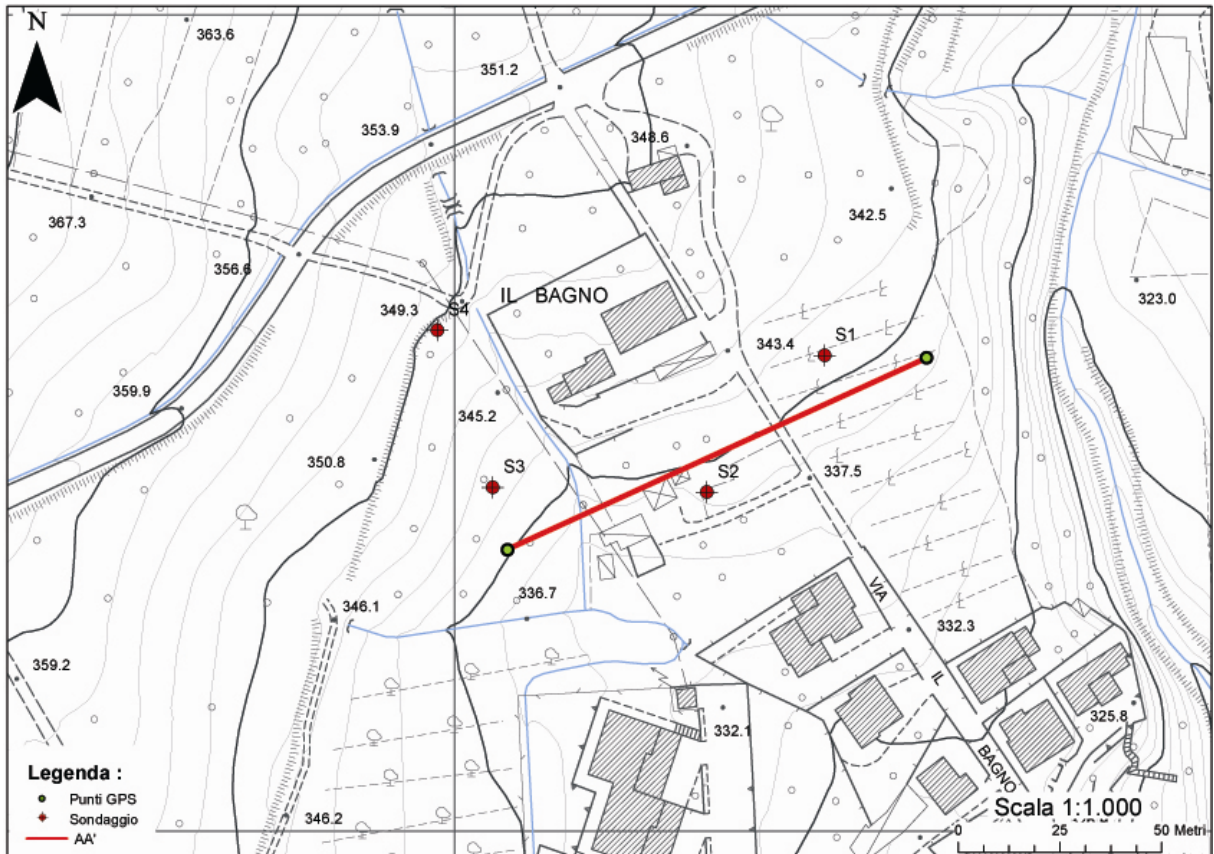 N
363.6
351.2
353.9
348.6
367.3
342.5
356.6
349.3
S4
IL BAGNO
323.0
343.4
S1
359.9
345.2
350.8
S3
S2
337.5
336.7
346.1
VIA
332.3
359.2
IL
332.1
325.8
BAGNO
Legenda :
Punti GPS
Sondaggio
AA'
346.2
Scala 1:1.000
0 25 50 Metri